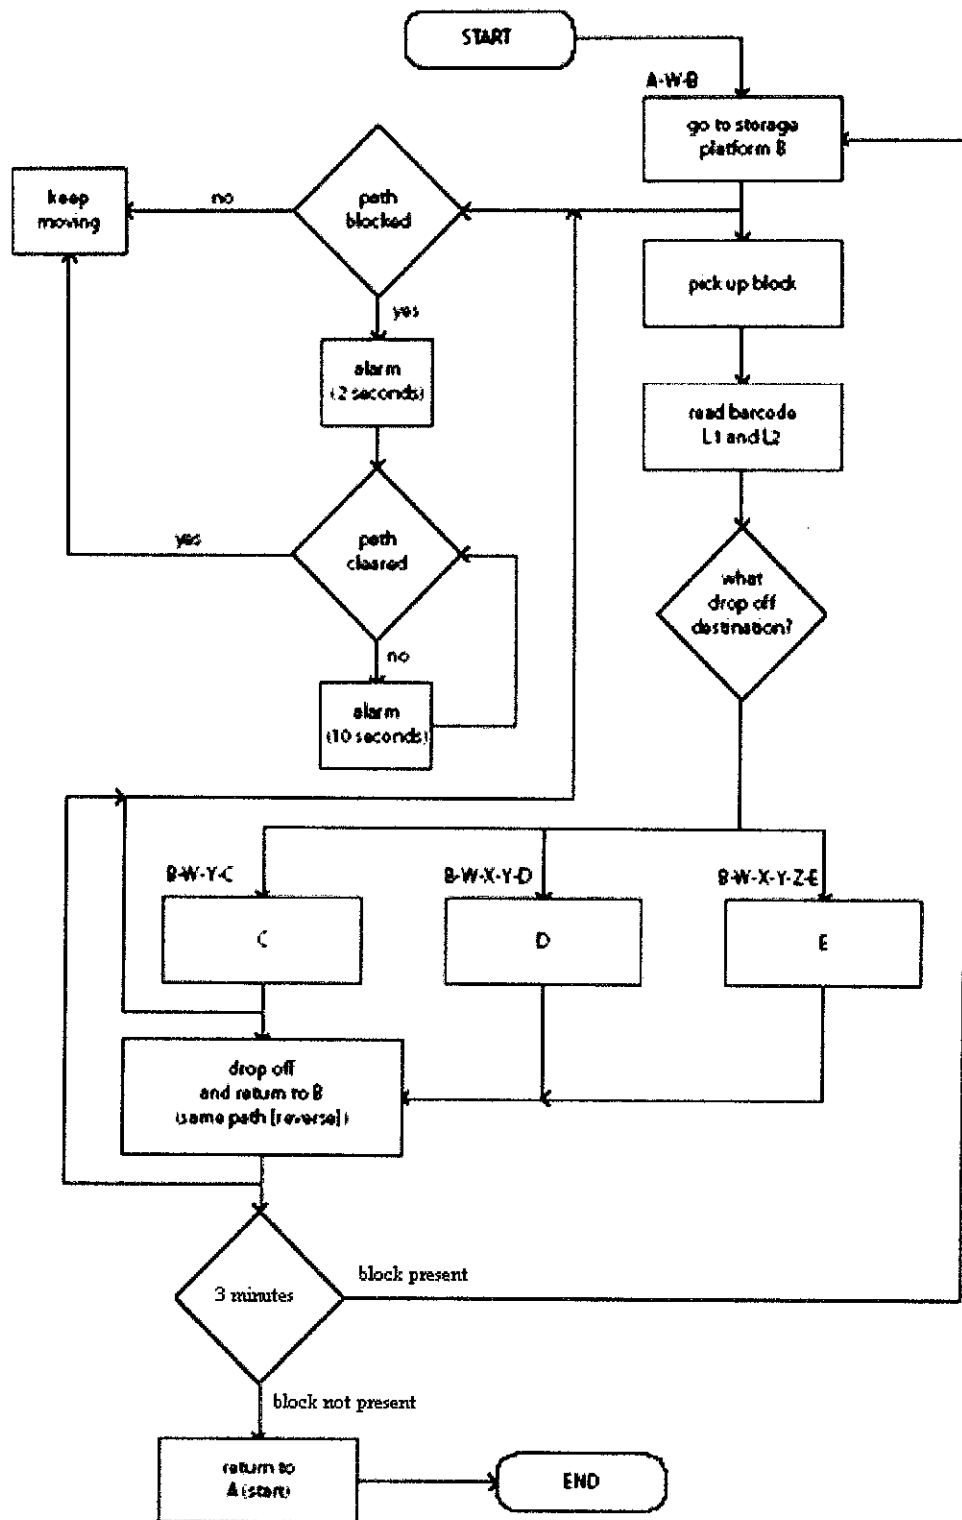 START
A-W-B
go to storage
platform B
keep
moving
no
path
blocked
yes
pick up block
alarm
(2 seconds)
read barcode
L1 and L2
yes
path
cleared
what
drop off
destination?
no
alarm
(10 seconds)
B-W-Y-C
B-W-X-Y-D
B-W-X-Y-Z-E
C
D
E
drop off
and return to B
(same path [reverse])
3 minutes
block present
block not present
return to
A (start)
END